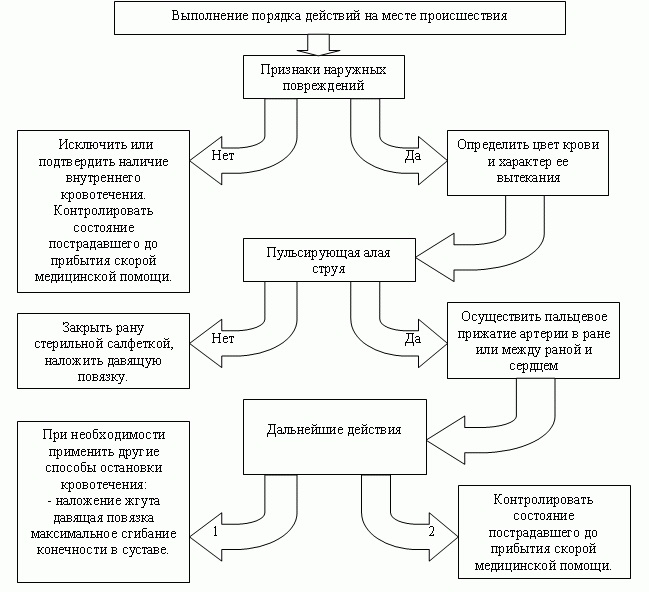 Выполнение порядка действий на месте происшествия
Признаки наружных
повреждений
Нет
Да
Исключить или
подтвердить наличие
внутреннего
кровотечения.
Контролировать
состояние
пострадавшего до
прибытия скорой
медицинской помощи.
Определить цвет крови
и характер ее
вытекания
Пульсирующая алая
струя
Нет
Да
Закрыть рану
стерильной салфеткой,
наложить давящую
повязку.
Осуществить пальцевое
прижатие артерии в ране
или между раной и
сердцем
Дальнейшие действия
1
2
При необходимости
применить другие
способы остановки
кровотечения:
- наложение жгута
давящая повязка
максимальное сгибание
конечности в суставе.
Контролировать
состояние
пострадавшего до
прибытия скорой
медицинской помощи.